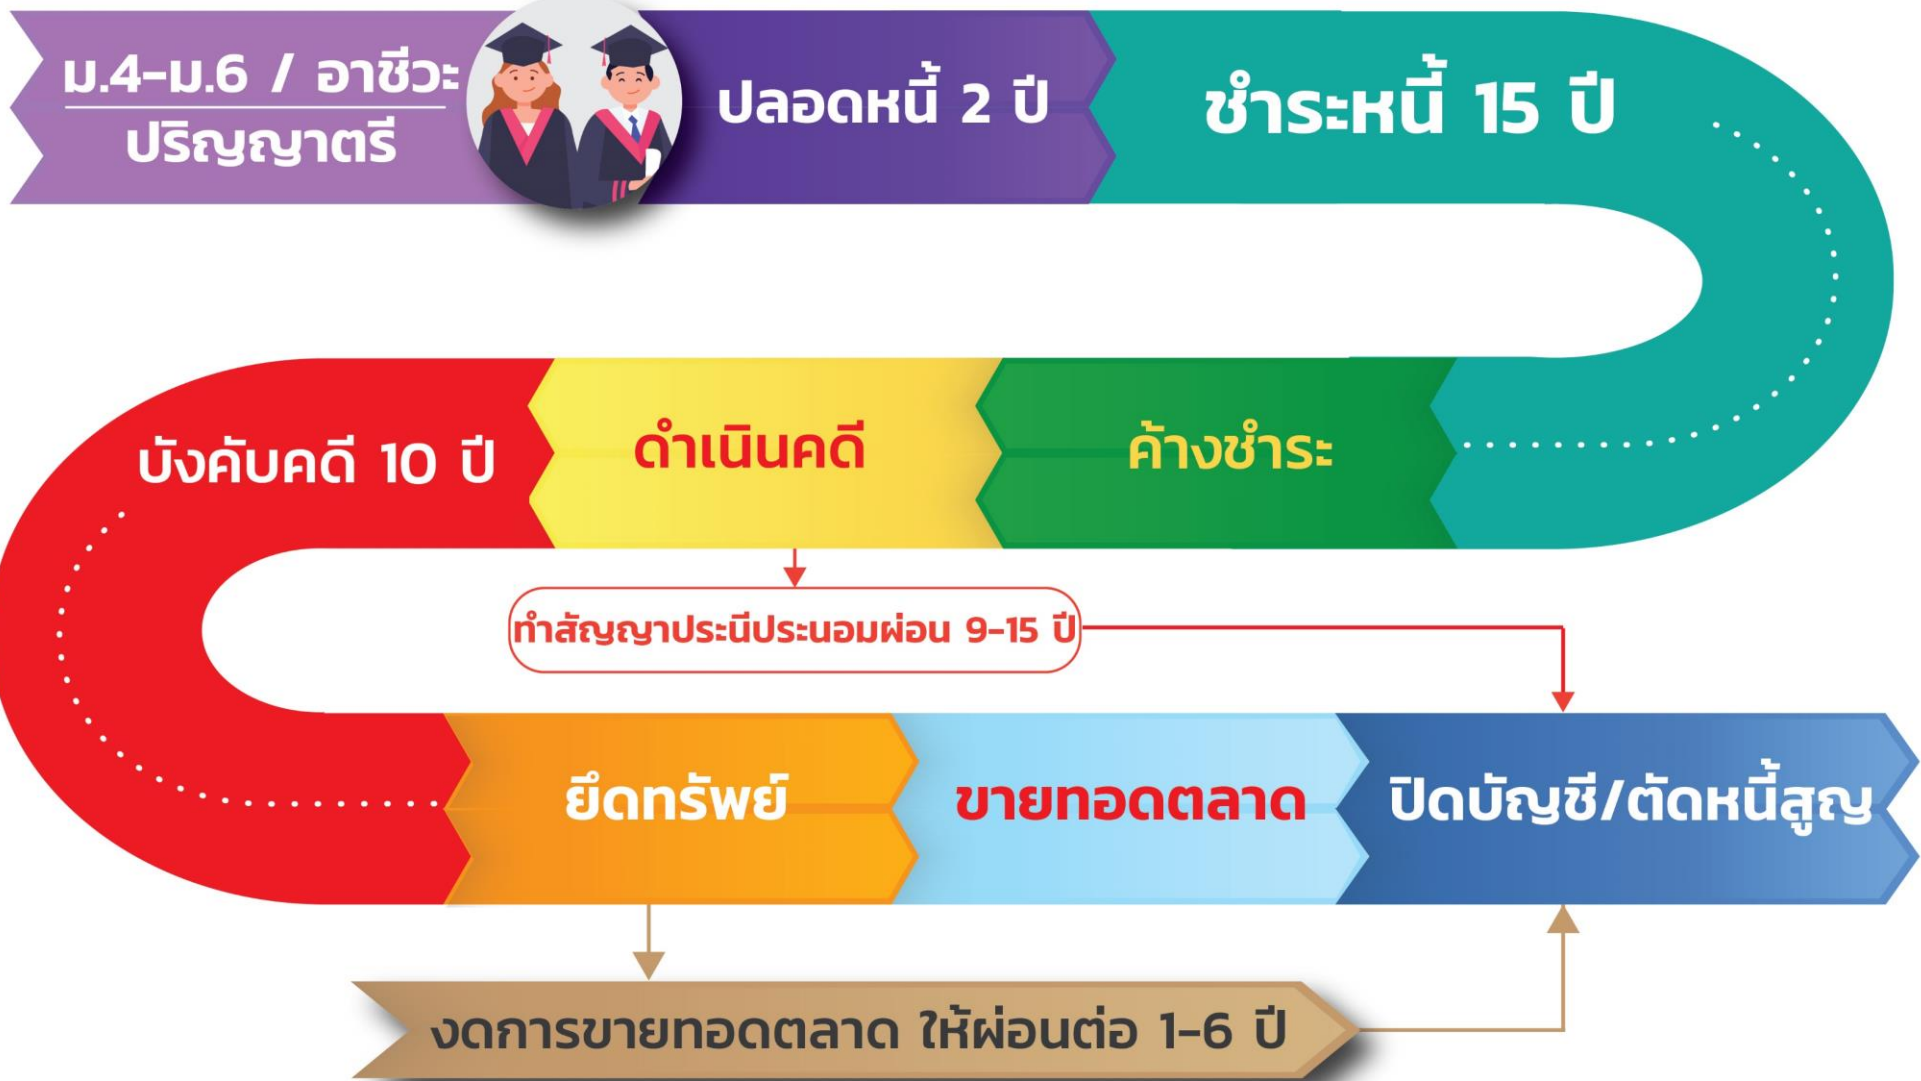 ม.4-ม.6 / อาชีวะ
ปริญญาตรี
ปลอดหนี้ 2 ปี
ชำระหนี้ 15 ปี
ค้างชำระ
ดำเนินคดี
บังคับคดี 10 ปี
ทำสัญญาประนีประนอมผ่อน 9-15 ปี
ยึดทรัพย์
ขายทอดตลาด
ปิดบัญชี/ตัดหนี้สูญ
งดการขายทอดตลาด ให้ผ่อนต่อ 1-6 ปี